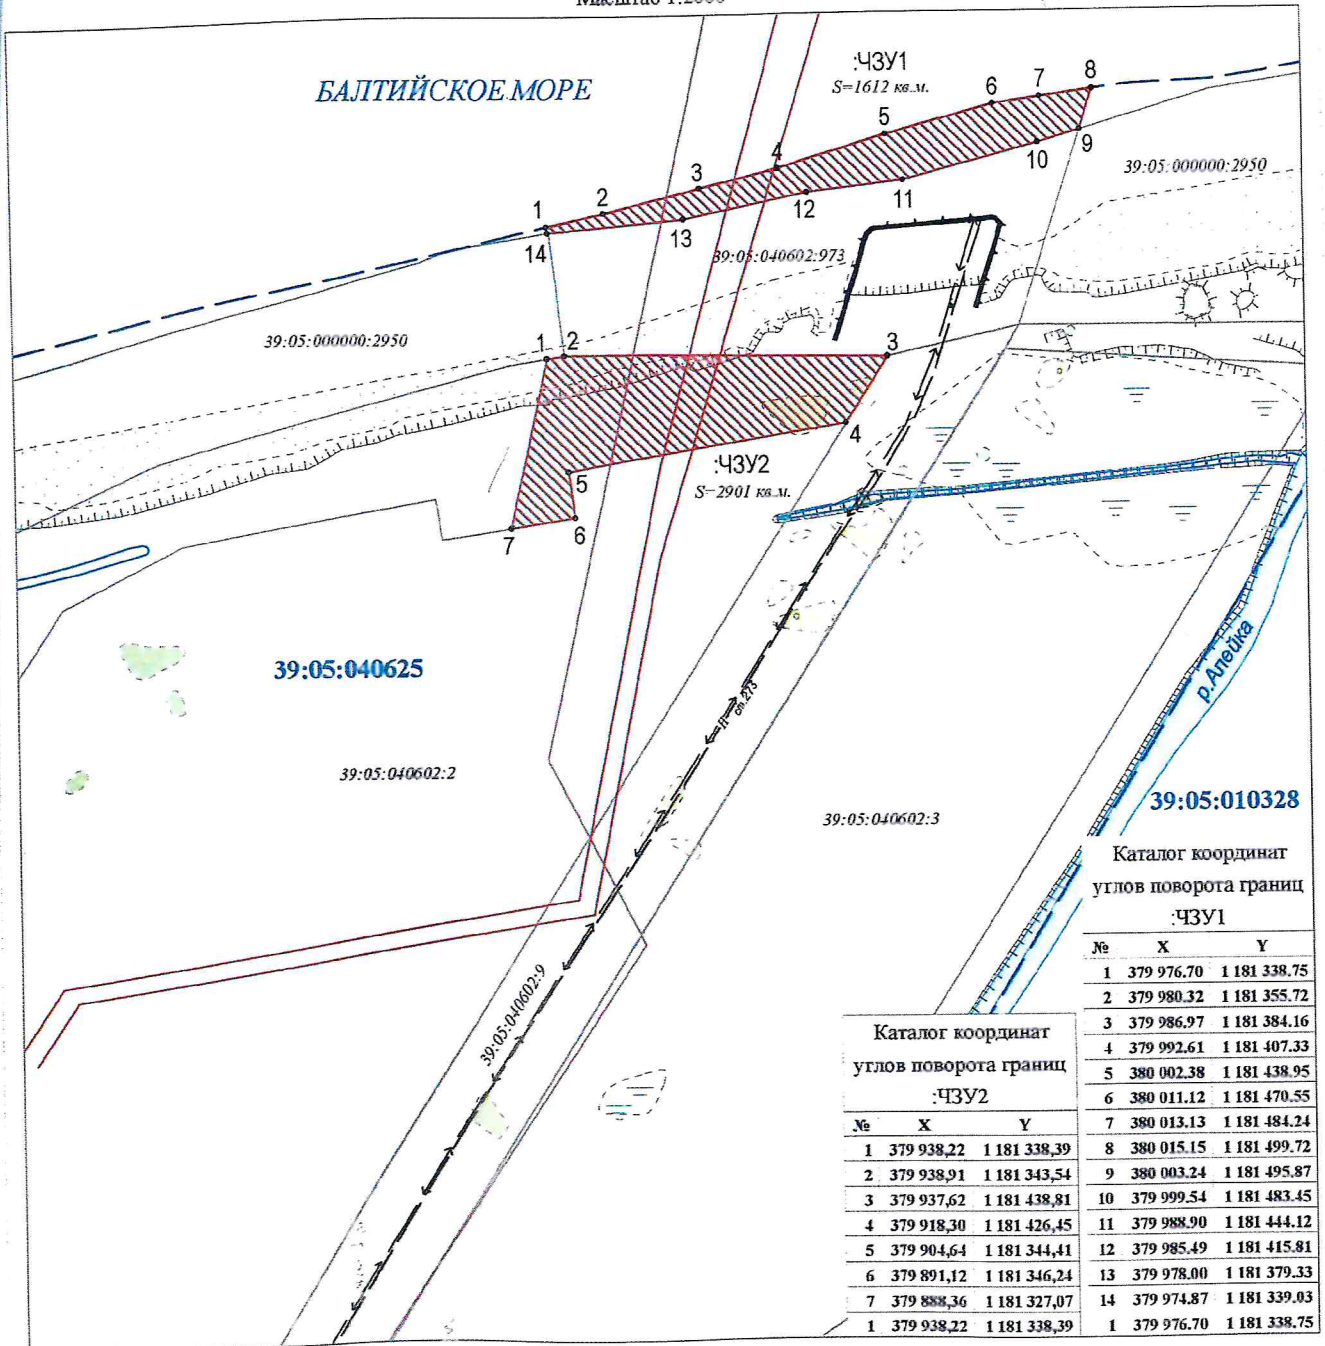 Масштаб 1:2000
:ЧЗУ1
S=1612 кв.м.
БАЛТИЙСКОЕ МОРЕ
1
2
3
4
5
6
7
8
9
10
11
12
13
14
39:05:000000:2950
39:05:040602:973
39:05:000000:2950
1
2
3
4
5
6
7
:ЧЗУ2
S=2901 кв.м.
39:05:040625
р.Алейка
ст.273
39:05:040602:2
39:05:040602:3
39:05:010328
39:05:040602:9
Каталог координат
углов поворота границ
:ЧЗУ1
№ X Y
1 379 976.70 1 181 338.75
2 379 980.32 1 181 355.72
3 379 986.97 1 181 384.16
4 379 992.61 1 181 407.33
5 380 002.38 1 181 438.95
6 380 011.12 1 181 470.55
7 380 013.13 1 181 484.24
8 380 015.15 1 181 499.72
9 380 003.24 1 181 495.87
10 379 999.54 1 181 483.45
11 379 988.90 1 181 444.12
12 379 985.49 1 181 415.81
13 379 978.00 1 181 379.33
14 379 974.87 1 181 339.03
1 379 976.70 1 181 338.75
Каталог координат
углов поворота границ
:ЧЗУ2
№ X Y
1 379 938,22 1 181 338,39
2 379 938,91 1 181 343,54
3 379 937,62 1 181 438,81
4 379 918,30 1 181 426,45
5 379 904,64 1 181 344,41
6 379 891,12 1 181 346,24
7 379 888,36 1 181 327,07
1 379 938,22 1 181 338,39